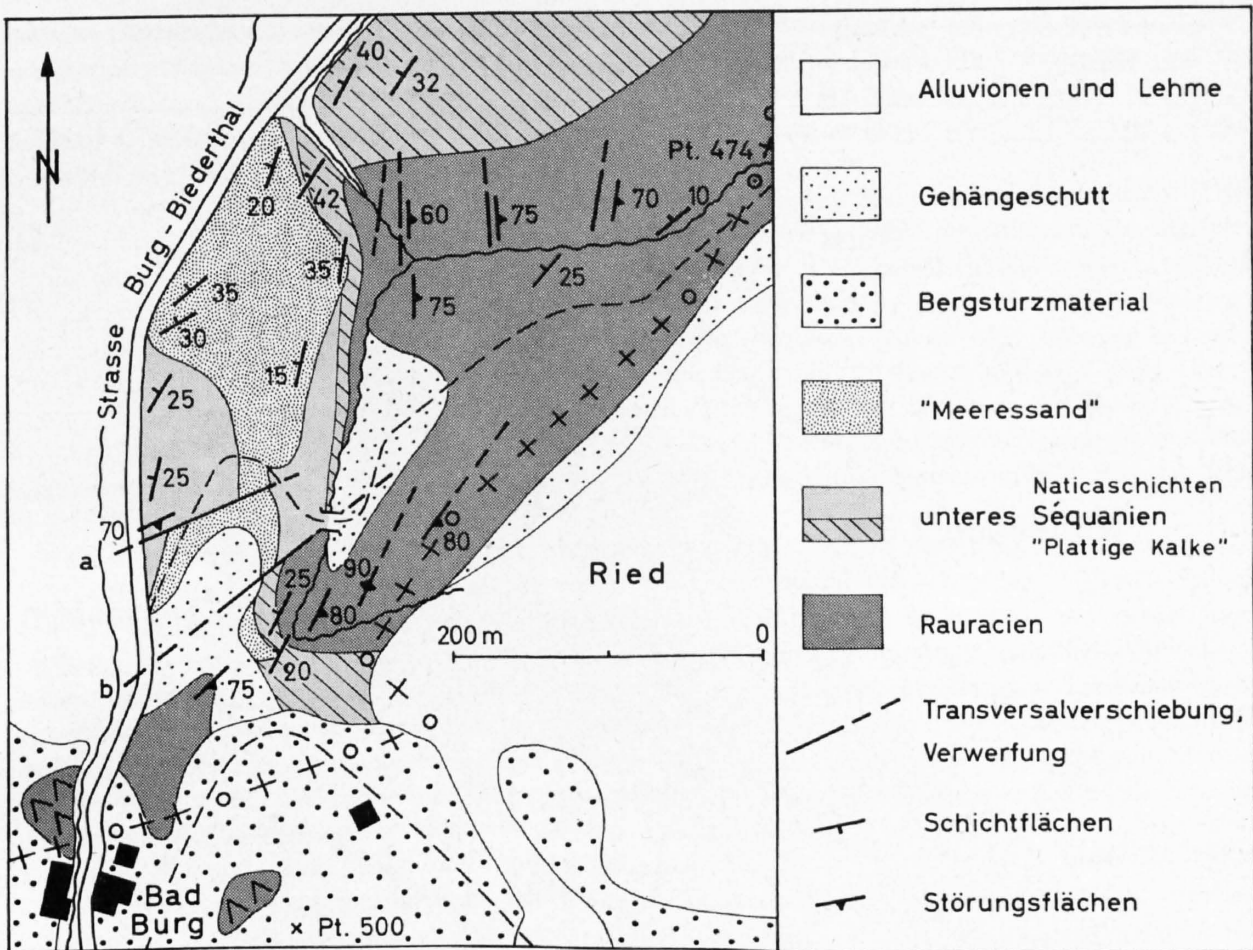 N
Strasse Burg - Biederthal
40
32
Pt. 474
20
42
60
75
70
10
35
35
75
25
30
15
25
25
70
a
25
90
80
80
Ried
20
200 m
0
b
75
Bad
Burg
× Pt. 500
Alluvionen und Lehme
Gehängeschutt
Bergsturzmaterial
"Meeressand"
Naticaschichten
unteres Séquanien
"Plattige Kalke"
Rauracien
Transversalverschiebung,
Verwerfung
Schichtflächen
Störungsflächen